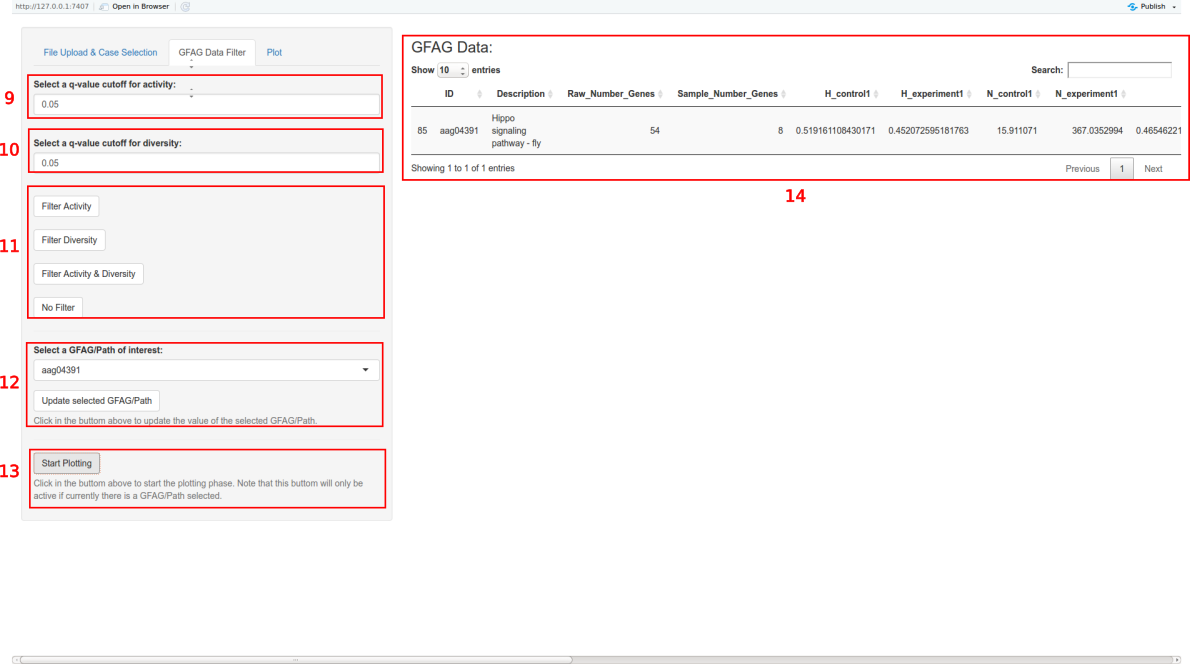 http://127.0.0.1:7407 Open in Browser Publish
File Upload & Case Selection GFAG Data Filter Plot
9
Select a q-value cutoff for activity:
0.05
10
Select a q-value cutoff for diversity:
0.05
11
Filter Activity
Filter Diversity
Filter Activity & Diversity
No Filter
12
Select a GFAG/Path of interest:
aag04391
Update selected GFAG/Path
Click in the buttom above to update the value of the selected GFAG/Path.
13
Start Plotting
Click in the buttom above to start the plotting phase. Note that this buttom will only be
active if currently there is a GFAG/Path selected.
GFAG Data:
Show 10 entries Search:
ID Description Raw_Number_Genes Sample_Number_Genes H_control1 H_experiment1 N_control1 N_experiment1
85 aag04391 Hippo signaling pathway - fly 54 8 0.519161108430171 0.452072595181763 15.911071 367.0352994 0.46546221
Showing 1 to 1 of 1 entries Previous 1 Next
14